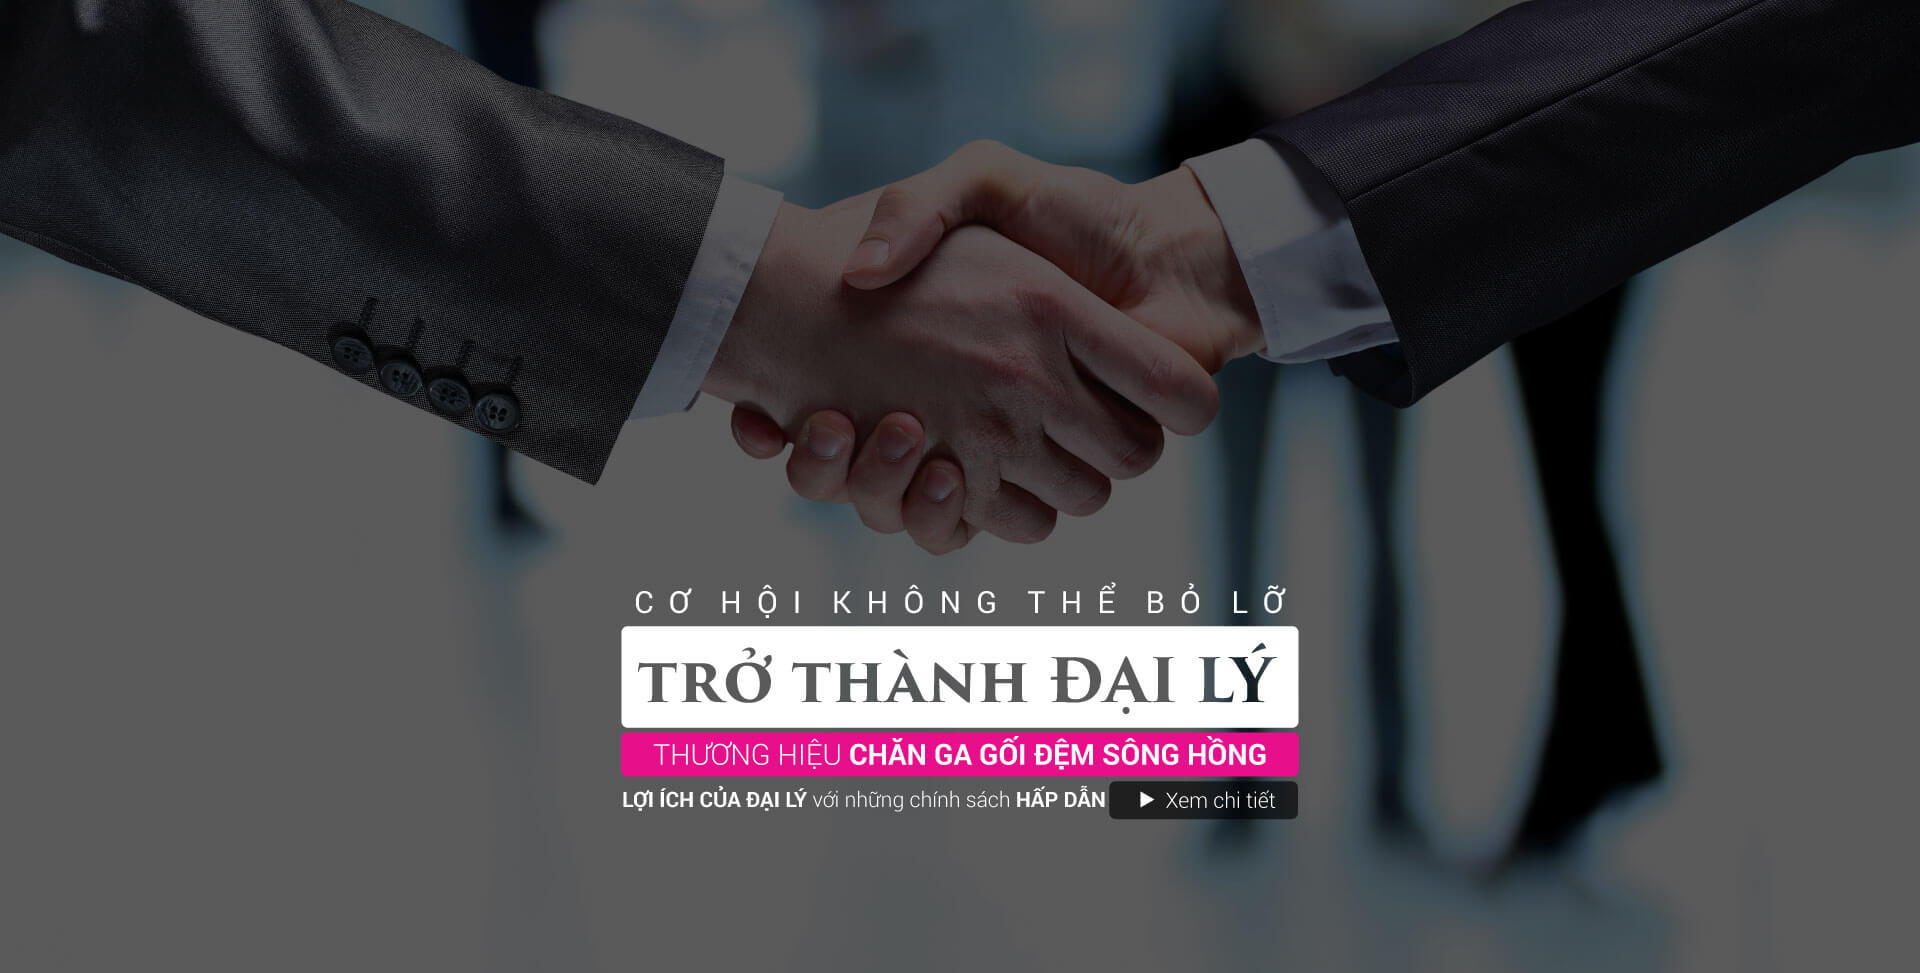 CƠ HỘI KHÔNG THỂ BỎ LỠ
TRỞ THÀNH ĐẠI LÝ
THƯƠNG HIỆU CHĂN GA GỐI ĐỆM SÔNG HỒNG
LỢI ÍCH CỦA ĐẠI LÝ với những chính sách HẤP DẪN ▶ Xem chi tiết